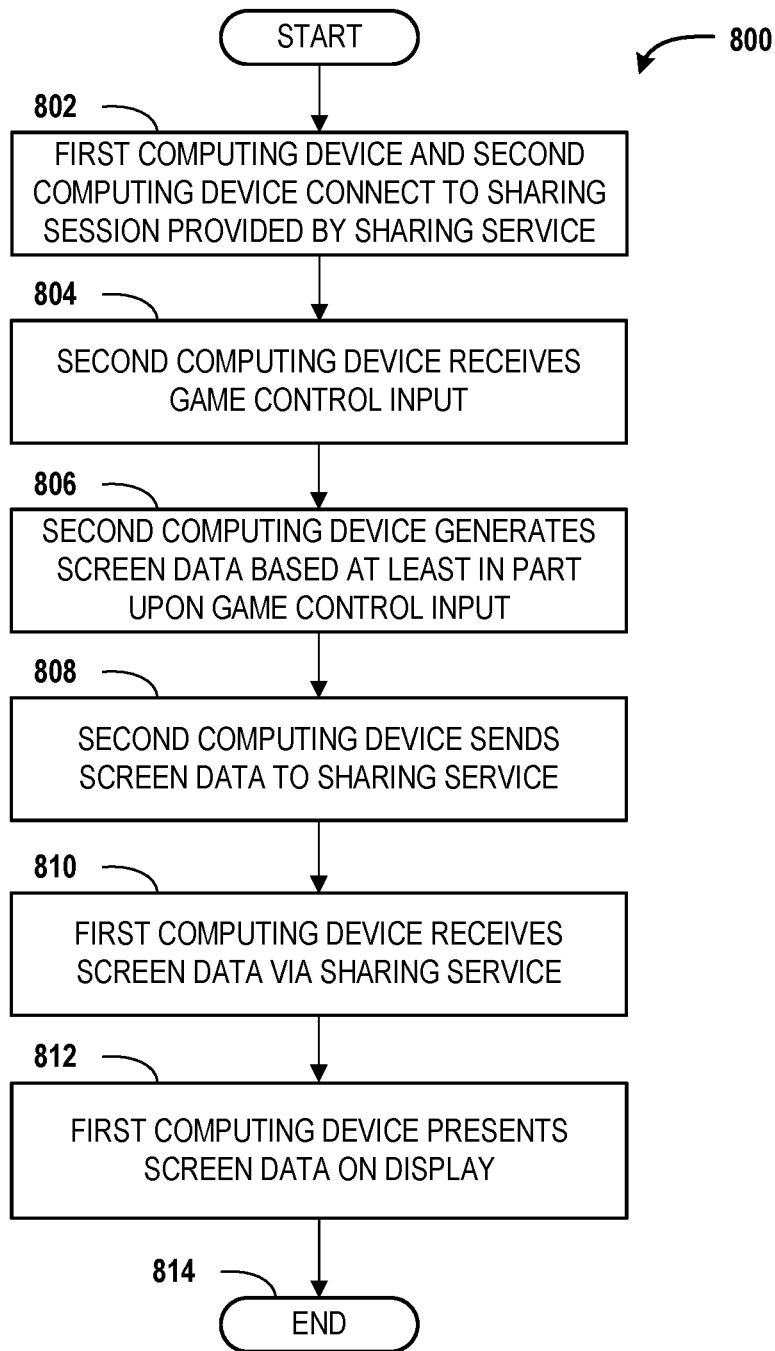 START
800
802
FIRST COMPUTING DEVICE AND SECOND
COMPUTING DEVICE CONNECT TO SHARING
SESSION PROVIDED BY SHARING SERVICE
804
SECOND COMPUTING DEVICE RECEIVES
GAME CONTROL INPUT
806
SECOND COMPUTING DEVICE GENERATES
SCREEN DATA BASED AT LEAST IN PART
UPON GAME CONTROL INPUT
808
SECOND COMPUTING DEVICE SENDS
SCREEN DATA TO SHARING SERVICE
810
FIRST COMPUTING DEVICE RECEIVES
SCREEN DATA VIA SHARING SERVICE
812
FIRST COMPUTING DEVICE PRESENTS
SCREEN DATA ON DISPLAY
814
END